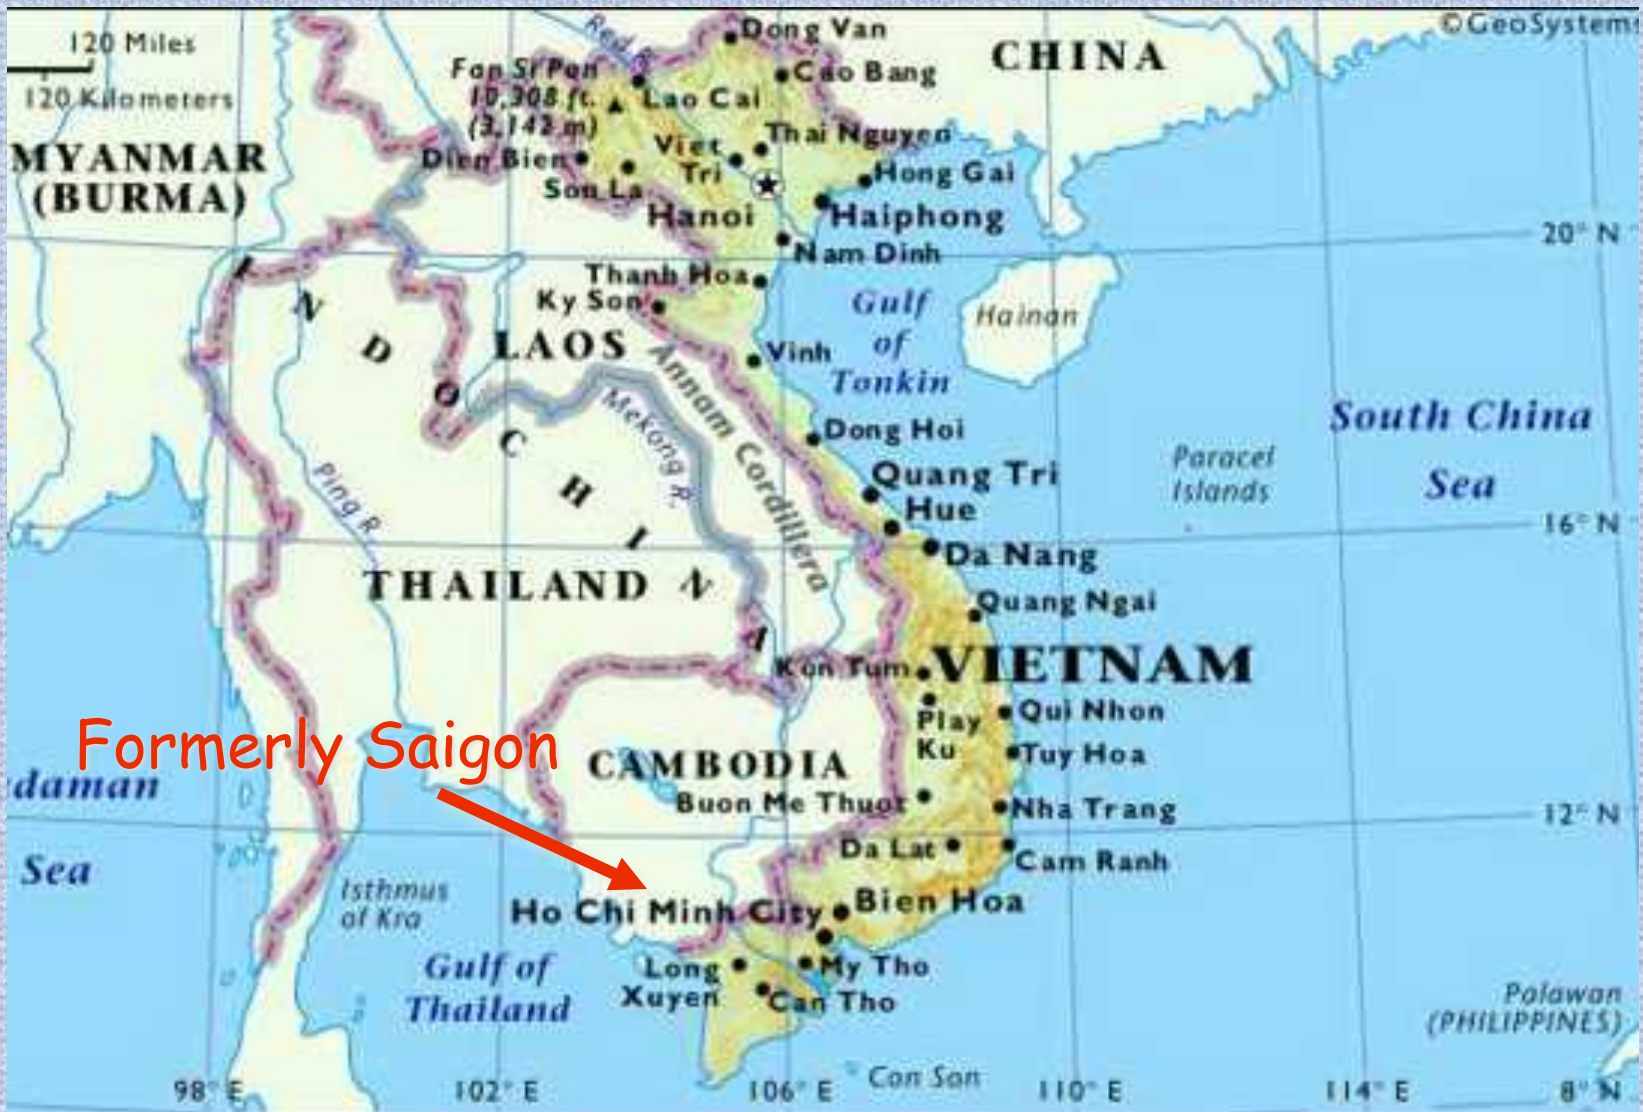 ©GeoSystems
120 Miles
120 Kilometers
Red R.
Dong Van
Cao Bang
CHINA
Fan Si Pan
10,308 ft.
(3,142 m)
Lao Cai
MYANMAR
(BURMA)
Viet
Tri
Thai Nguyen
Dien Bien
Son La
Hong Gai
Hanoi
Haiphong
20° N
Nam Dinh
Thanh Hoa
Ky Son
Gulf
of
Tonkin
Hainan
INDOCHINA
LAOS
Vinh
Annam Cordillera
Mekong R.
Dong Hoi
South China
Sea
Paracel
Islands
Ping R.
Quang Tri
Hue
16° N
Da Nang
THAILAND
Quang Ngai
Kon Tum
VIETNAM
Play
Ku
Qui Nhon
Tuy Hoa
Formerly Saigon
CAMBODIA
daman
Sea
Buon Me Thuot
Nha Trang
12° N
Da Lat
Cam Ranh
Isthmus
of Kra
Ho Chi Minh City
Bien Hoa
Gulf of
Thailand
Long
Xuyen
My Tho
Can Tho
Palawan
(PHILIPPINES)
Con Son
98° E
102° E
106° E
110° E
114° E
8° N